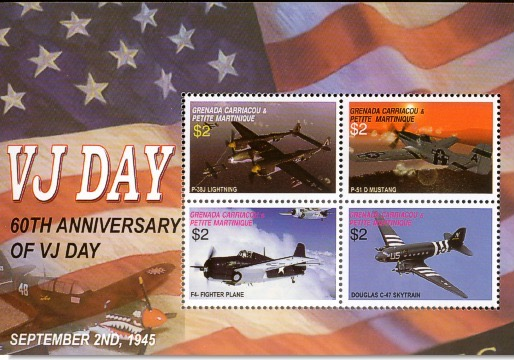 VJ DAY
60TH ANNIVERSARY
OF VJ DAY
SEPTEMBER 2ND, 1945
GRENADA CARRIACOU &
PETITE MARTINIQUE
$2
P-38J LIGHTNING
GRENADA CARRIACOU &
PETITE MARTINIQUE
$2
P-51 D MUSTANG
GRENADA CARRIACOU &
PETITE MARTINIQUE
$2
F4- FIGHTER PLANE
GRENADA CARRIACOU &
PETITE MARTINIQUE
$2
DOUGLAS C-47 SKYTRAIN
48
US